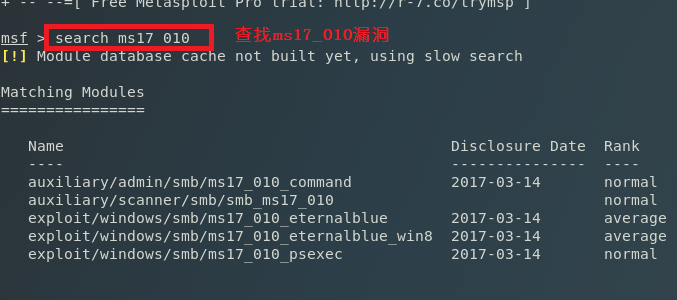 + -- --=[ Free Metasploit Pro trial: http://r-7.co/trymsp ]
msf > search ms17_010 查找ms17_010漏洞
[!] Module database cache not built yet, using slow search
Matching Modules
================
Name Disclosure Date Rank
---- --------------- ----
auxiliary/admin/smb/ms17_010_command 2017-03-14 normal
auxiliary/scanner/smb/smb_ms17_010 normal
exploit/windows/smb/ms17_010_eternalblue 2017-03-14 average
exploit/windows/smb/ms17_010_eternalblue_win8 2017-03-14 average
exploit/windows/smb/ms17_010_psexec 2017-03-14 normal